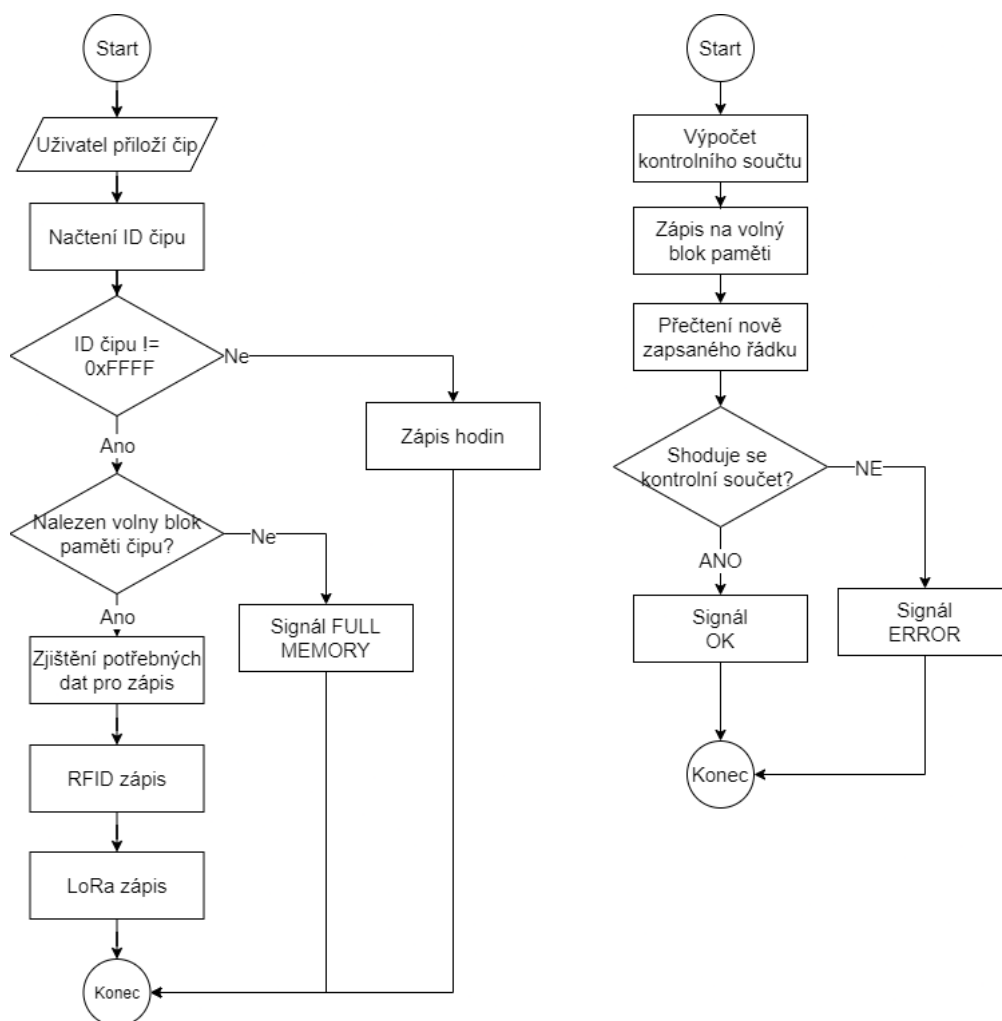 Start
Uživatel přiloží čip
Načtení ID čipu
ID čipu !=
0xFFFF
Ne
Zápis hodin
Ano
Nalezen volny blok
paměti čipu?
Ne
Signál FULL
MEMORY
Ano
Zjištění potřebných
dat pro zápis
RFID zápis
LoRa zápis
Konec
Start
Výpočet
kontrolního součtu
Zápis na volný
blok paměti
Přečtení nově
zapsaného řádku
Shoduje se
kontrolní součet?
NE
ANO
Signál
OK
Signál
ERROR
Konec